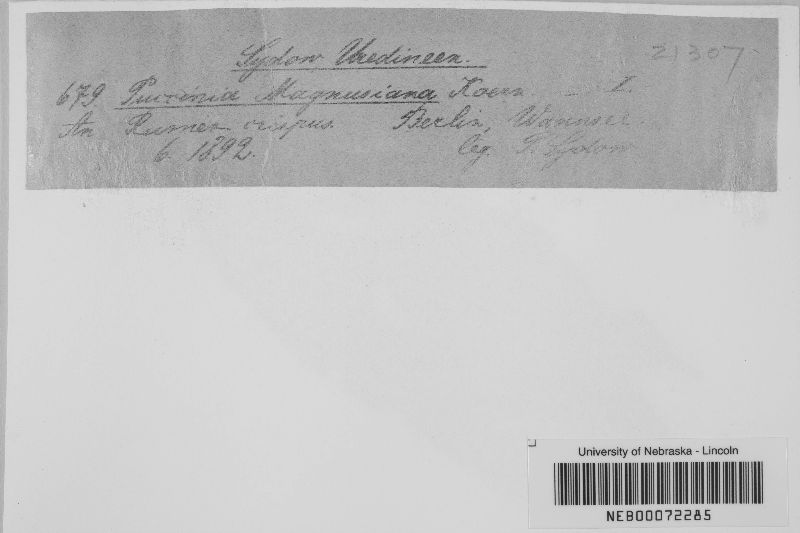 Sydow Uredineen.
21307
679 Puccinia Magnusiana Koern. I.
An Rumex crispus. Berlin, Wannsee.
6. 1892. leg. P. Sydow
University of Nebraska - Lincoln
NEB00072285